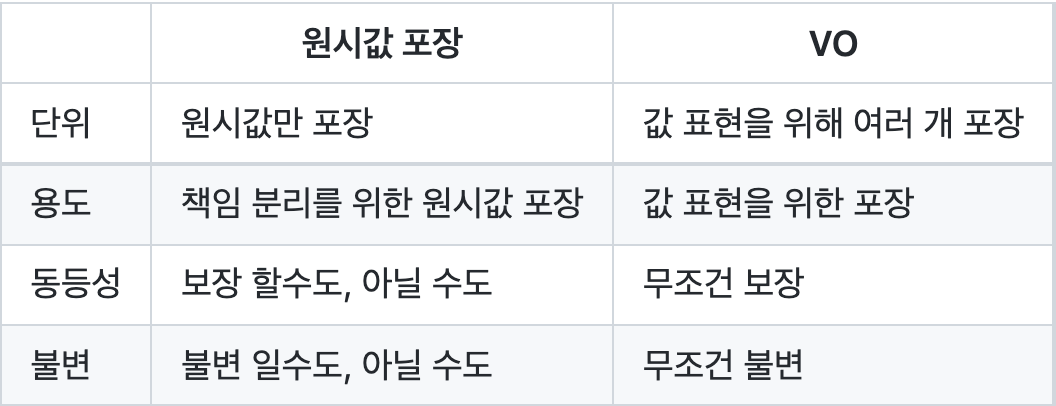 원시값 포장 VO
단위 원시값만 포장 값 표현을 위해 여러 개 포장
용도 책임 분리를 위한 원시값 포장 값 표현을 위한 포장
동등성 보장 할수도, 아닐 수도 무조건 보장
불변 불변 일수도, 아닐 수도 무조건 불변